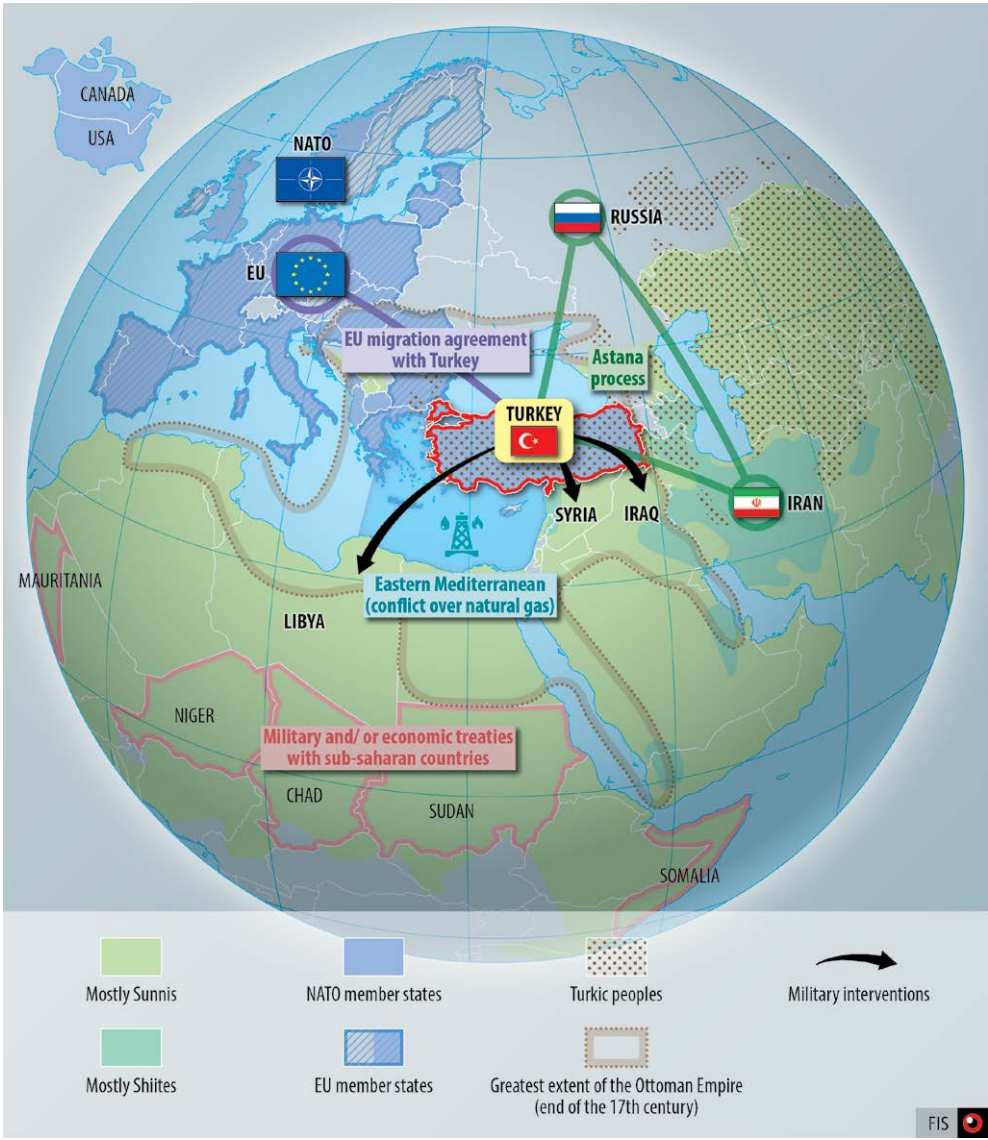 CANADA
USA
NATO
RUSSIA
EU
EU migration agreement
with Turkey
Astana
process
TURKEY
SYRIA
IRAQ
IRAN
MAURITANIA
Eastern Mediterranean
(conflict over natural gas)
LIBYA
NIGER
Military and/ or economic treaties
with sub-saharan countries
CHAD
SUDAN
SOMALIA
Mostly Sunnis
NATO member states
Turkic peoples
Military interventions
Mostly Shiites
EU member states
Greatest extent of the Ottoman Empire
(end of the 17th century)
FIS